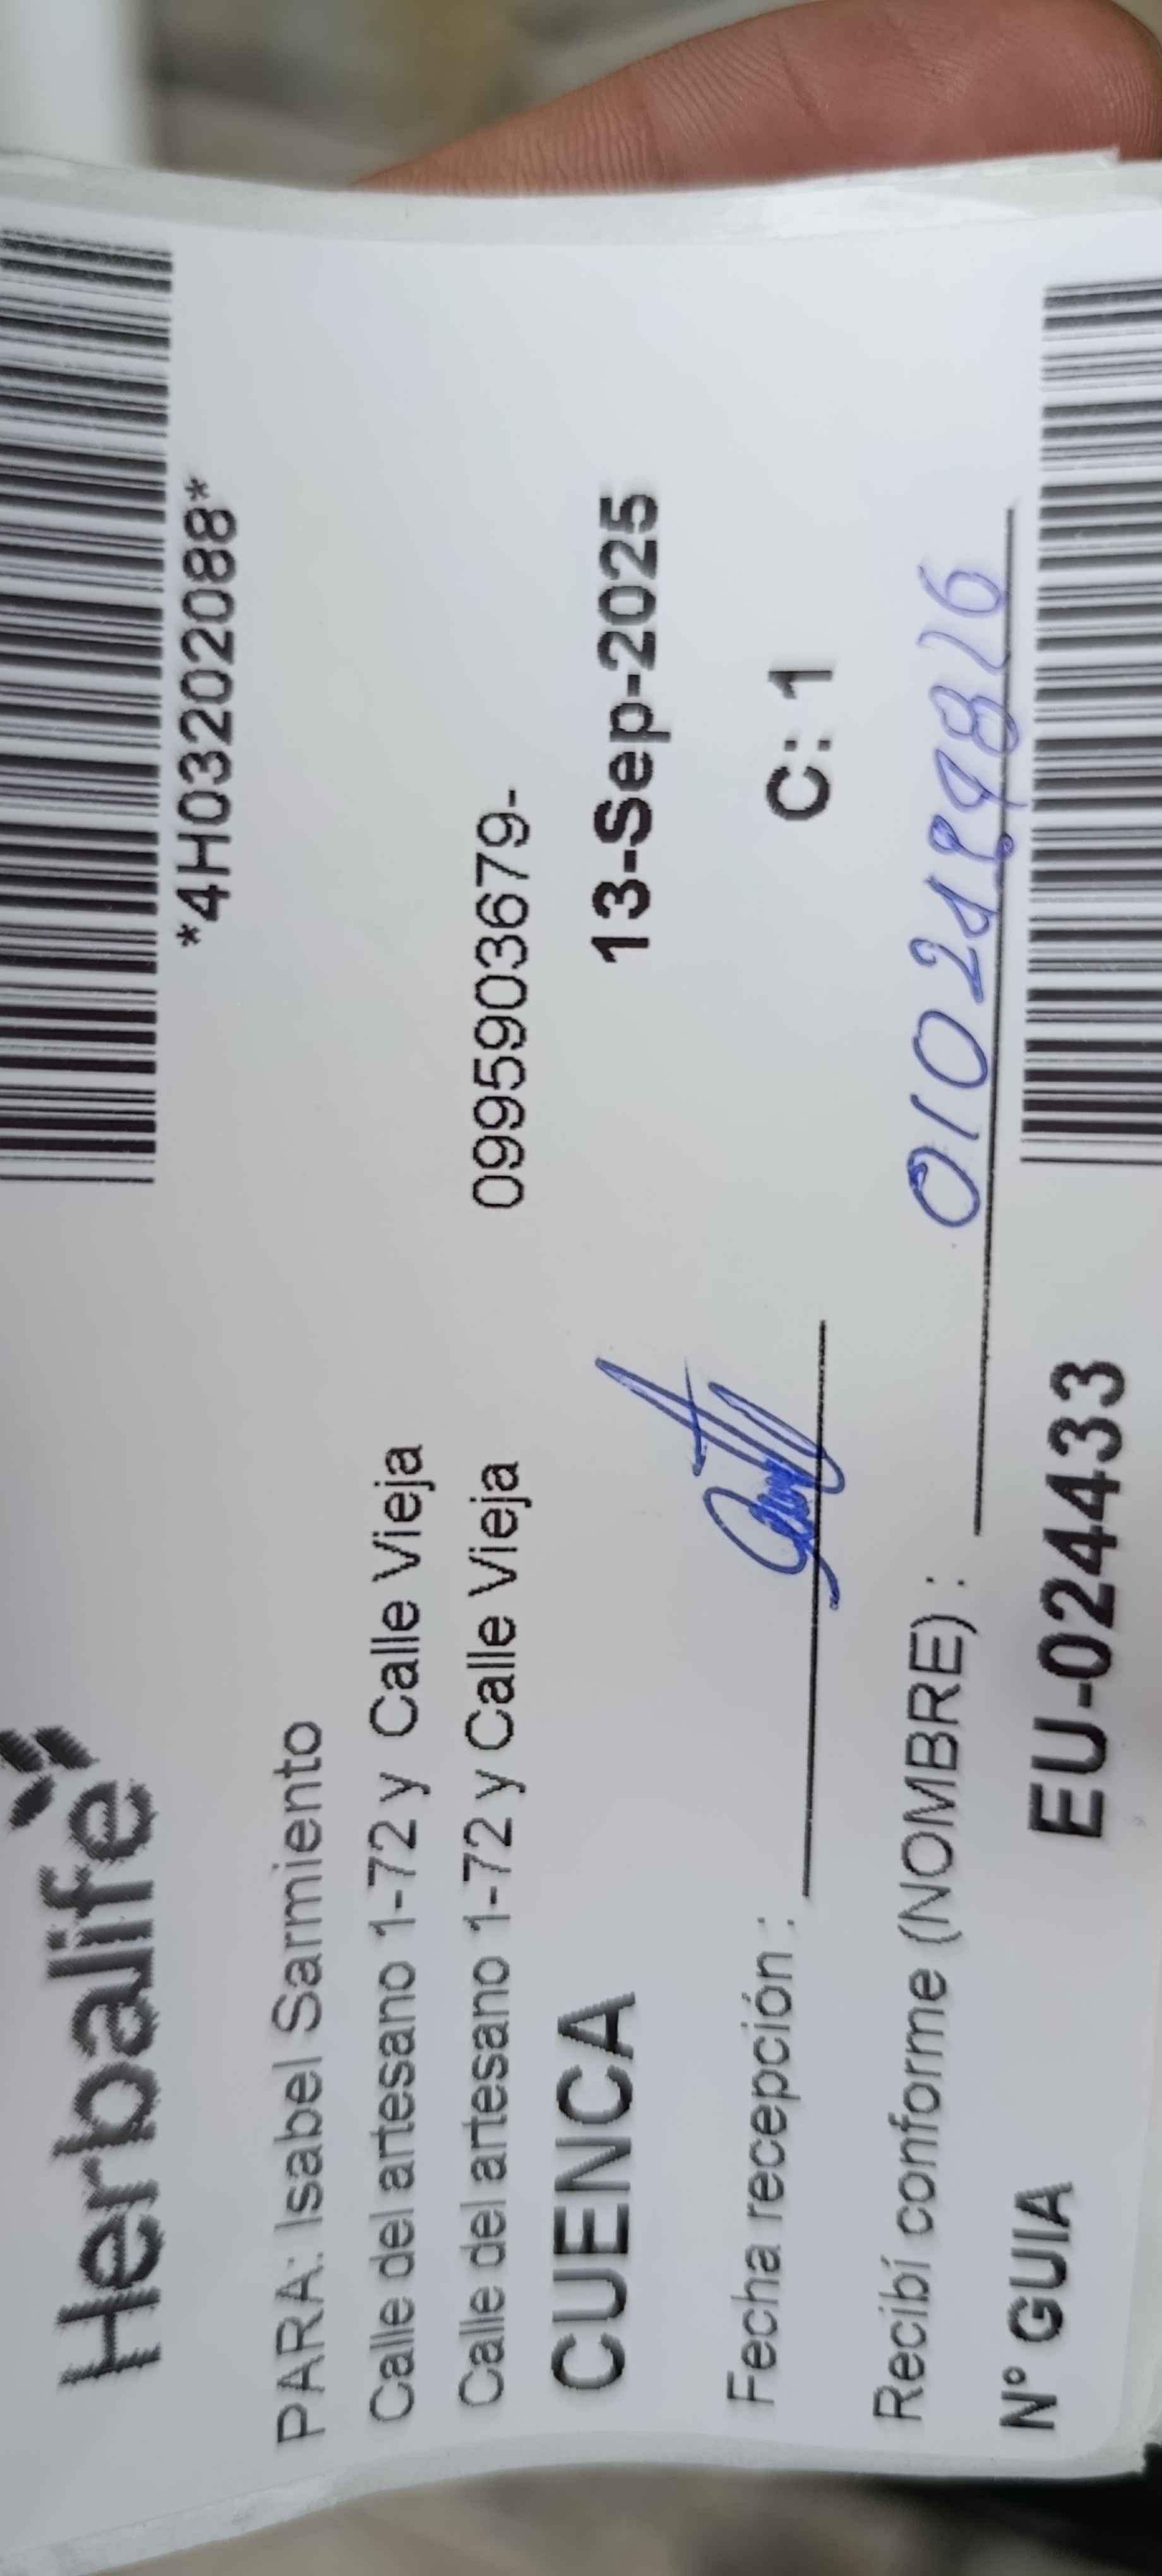 Herbalife
*4H03202088*
PARA: Isabel Sarmiento
Calle del artesano 1-72 y Calle Vieja
Calle del artesano 1-72 y Calle Vieja 0995903679-
CUENCA 13-Sep-2025
Fecha recepción : C: 1
Recibí conforme (NOMBRE) :
N° GUIA EU-024433